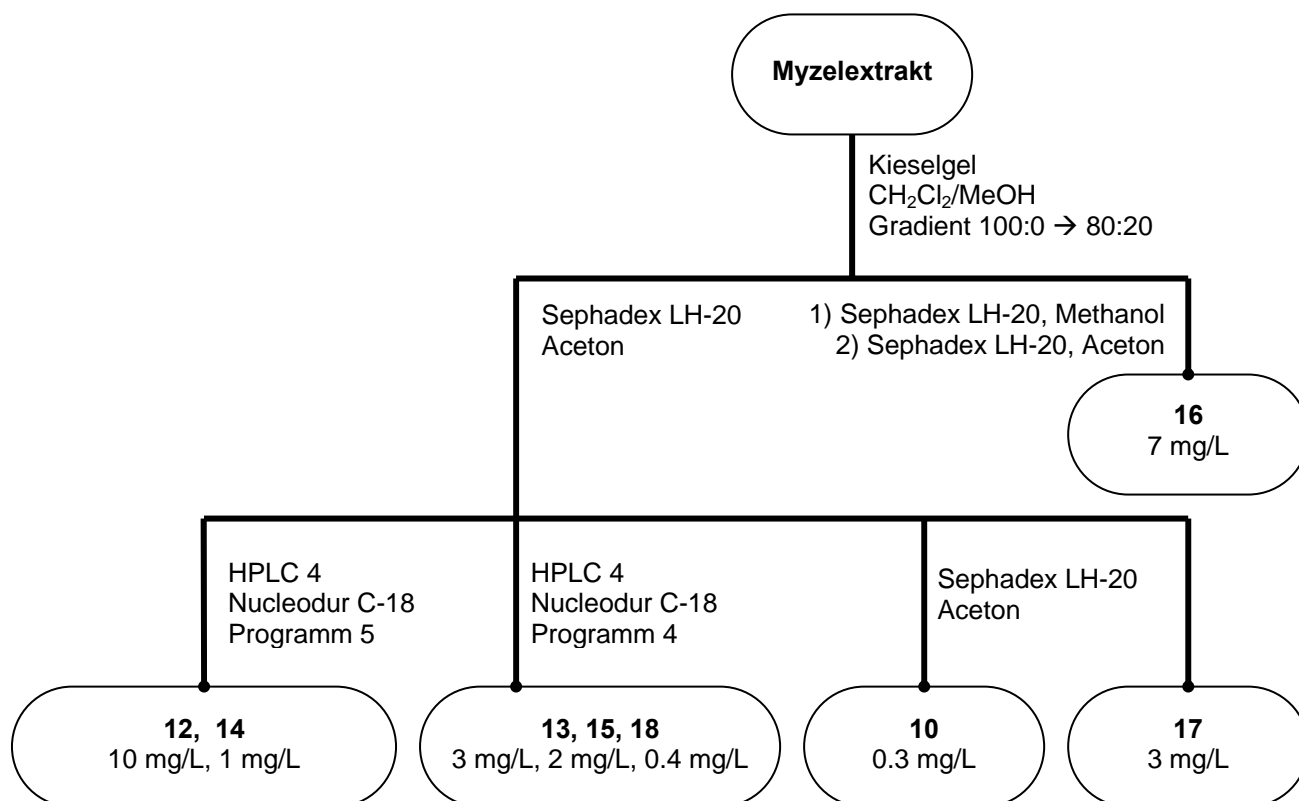 Myzelextrakt
Kieselgel
CH₂Cl₂/MeOH
Gradient 100:0 → 80:20
Sephadex LH-20
Aceton
1) Sephadex LH-20, Methanol
2) Sephadex LH-20, Aceton
16
7 mg/L
HPLC 4
Nucleodur C-18
Programm 5
HPLC 4
Nucleodur C-18
Programm 4
Sephadex LH-20
Aceton
12, 14
10 mg/L, 1 mg/L
13, 15, 18
3 mg/L, 2 mg/L, 0.4 mg/L
10
0.3 mg/L
17
3 mg/L